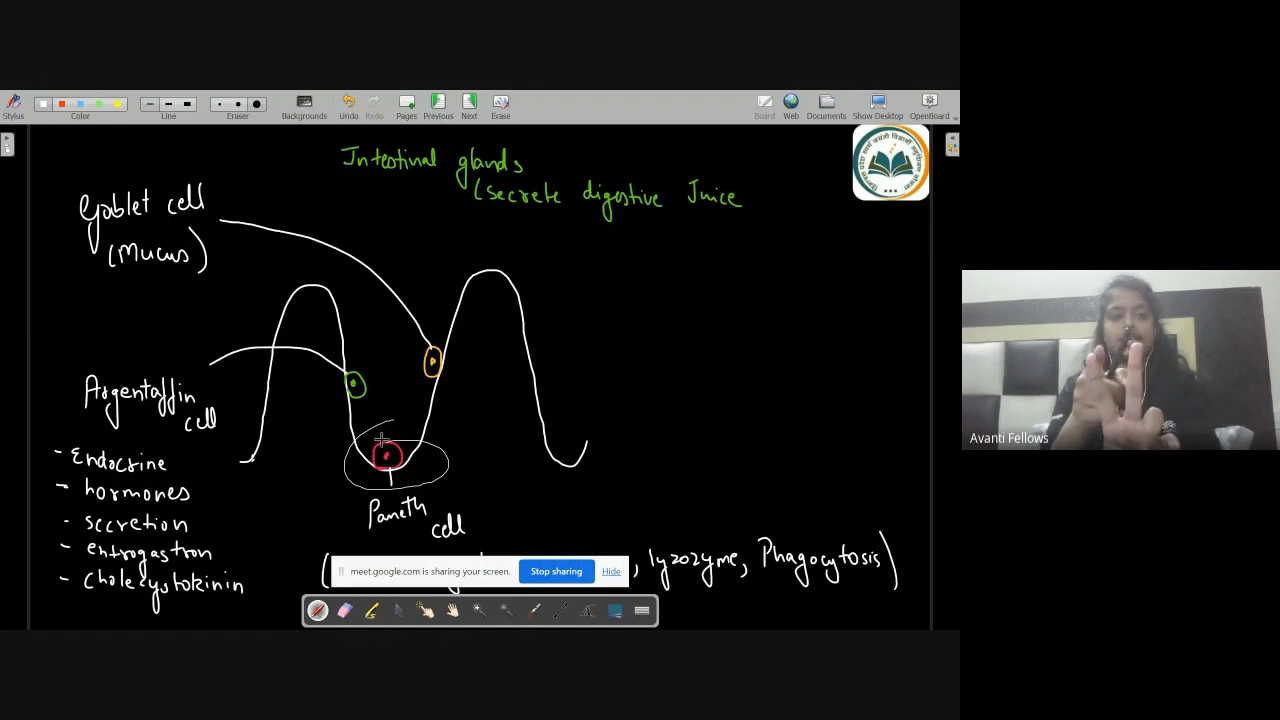 Stylus
Color
Line
Eraser
Backgrounds
Undo
Redo
Pages
Previous
Next
Erase
Board
Web
Documents
Show Desktop
OpenBoard
Intestinal glands
(secrete digestive Juice
Goblet cell
(Mucus)
Argentaffin
cell
- Endocrine
- hormones
- secretion
- entrogastron
- cholecystokinin
Paneth
cell
( , lyzozyme, Phagocytosis)
meet.google.com is sharing your screen.
Stop sharing
Hide
Avanti Fellows